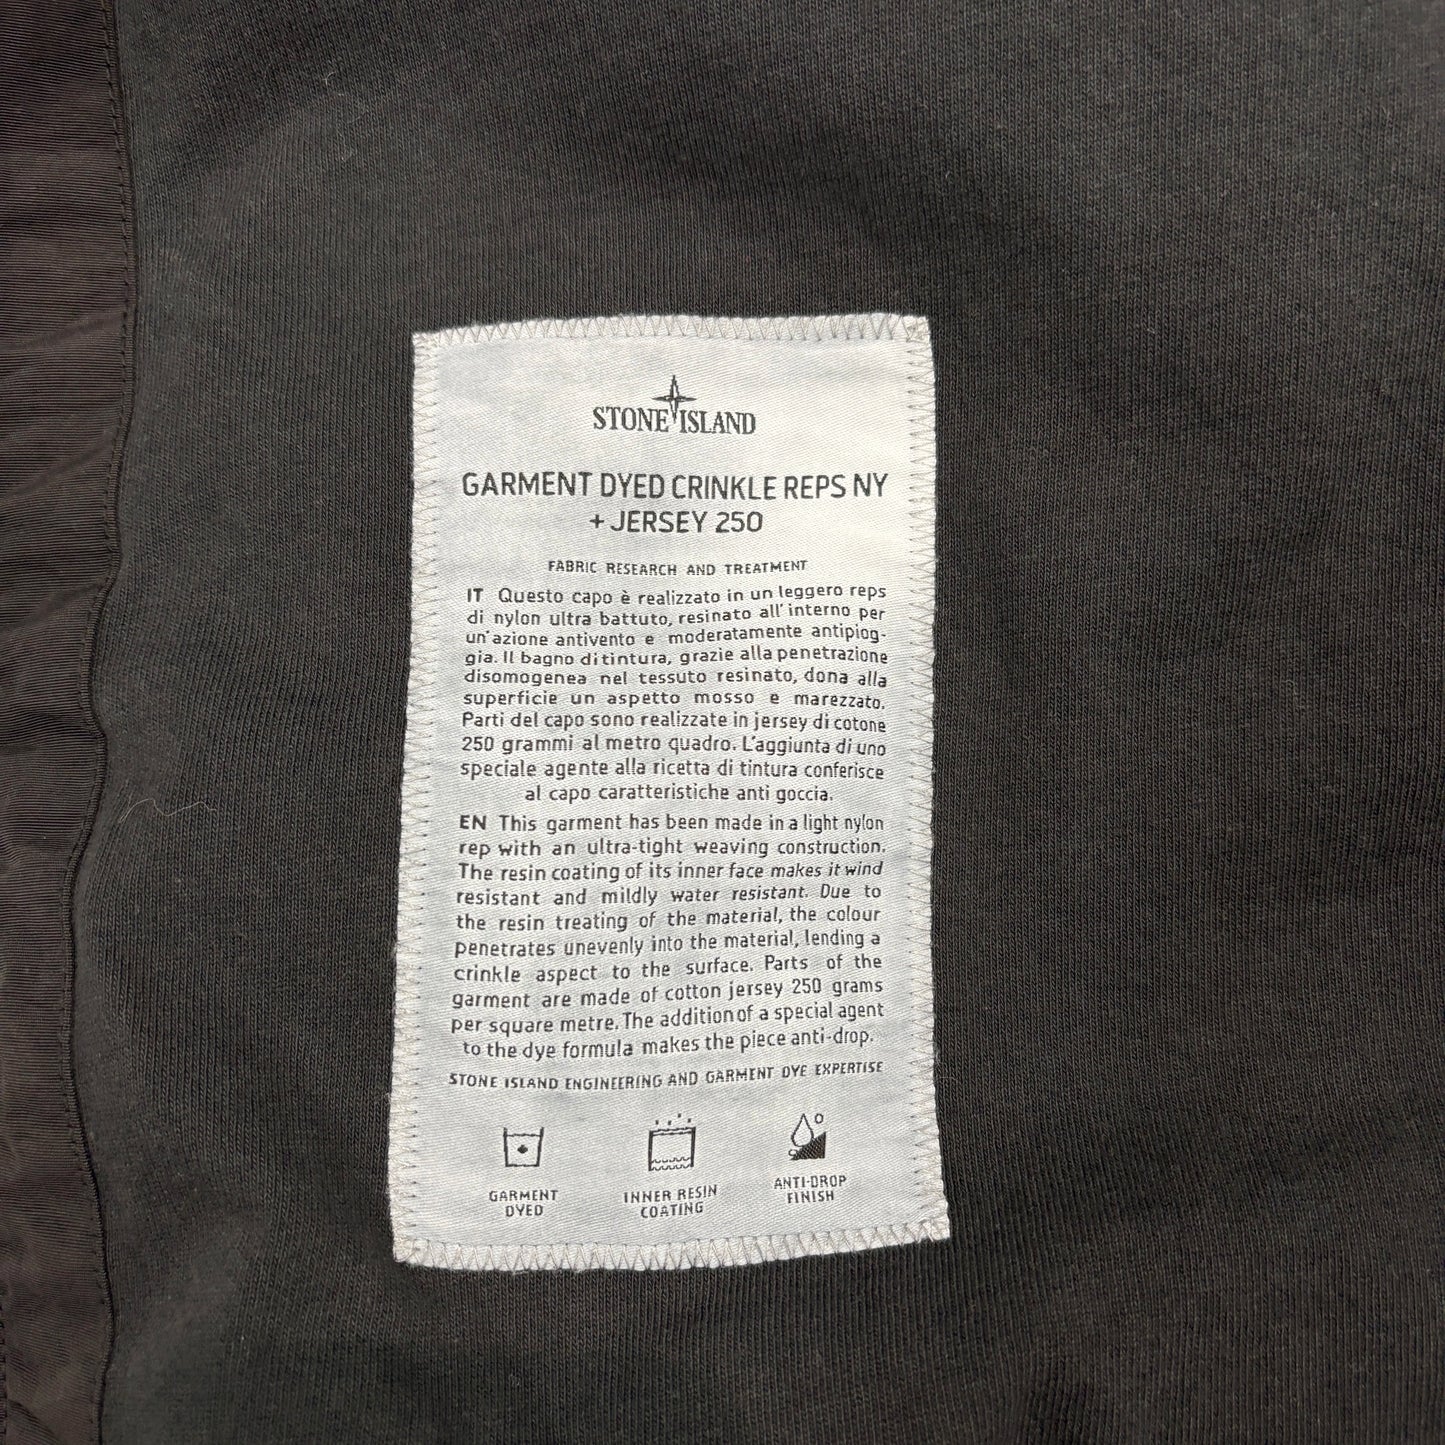 STONE ISLAND
GARMENT DYED CRINKLE REPS NY
+ JERSEY 250
FABRIC RESEARCH AND TREATMENT
IT Questo capo è realizzato in un leggero reps
di nylon ultra battuto, resinato all'interno per
un'azione antivento e moderatamente antipiog-
gia. Il bagno di tintura, grazie alla penetrazione
disomogenea nel tessuto resinato, dona alla
superficie un aspetto mosso e marezzato.
Parti del capo sono realizzate in jersey di cotone
250 grammi al metro quadro. L'aggiunta di uno
speciale agente alla ricetta di tintura conferisce
al capo caratteristiche anti goccia.
EN This garment has been made in a light nylon
rep with an ultra-tight weaving construction.
The resin coating of its inner face makes it wind
resistant and mildly water resistant. Due to
the resin treating of the material, the colour
penetrates unevenly into the material, lending a
crinkle aspect to the surface. Parts of the
garment are made of cotton jersey 250 grams
per square metre. The addition of a special agent
to the dye formula makes the piece anti-drop.
STONE ISLAND ENGINEERING AND GARMENT DYE EXPERTISE
GARMENT
DYED
INNER RESIN
COATING
ANTI-DROP
FINISH